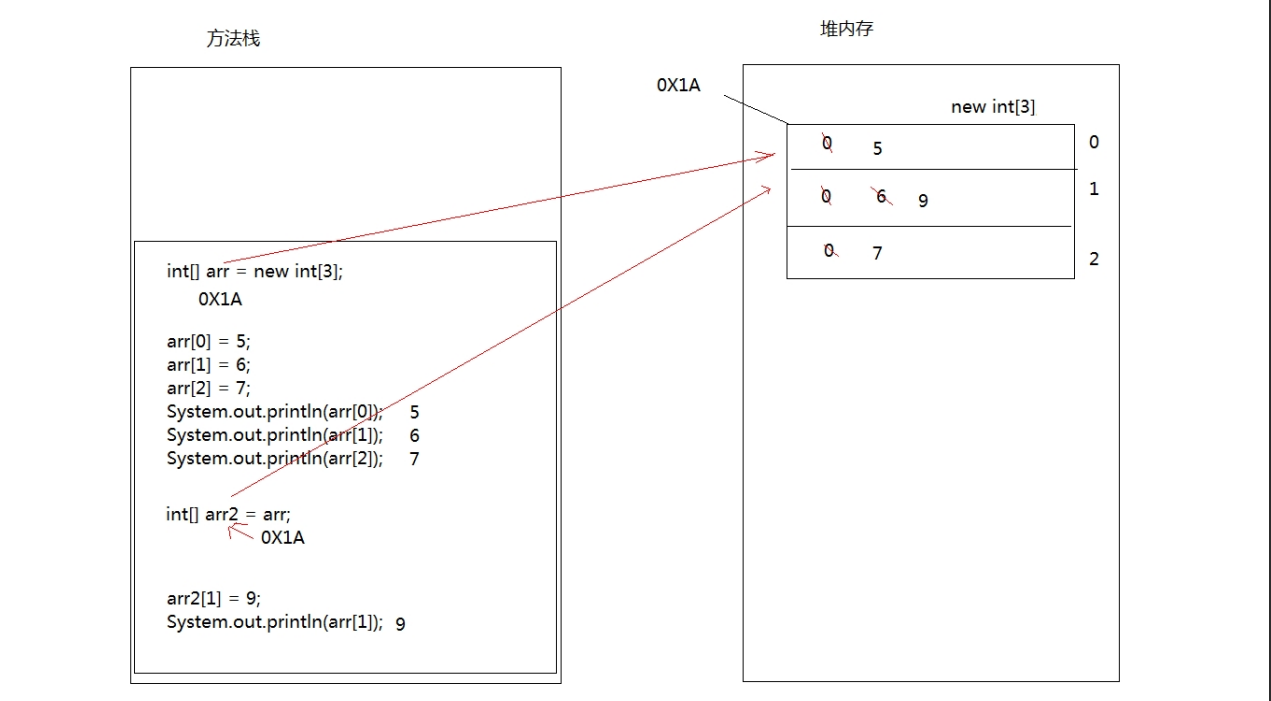 方法栈
int[] arr = new int[3];
0X1A
arr[0] = 5;
arr[1] = 6;
arr[2] = 7;
System.out.println(arr[0]); 5
System.out.println(arr[1]); 6
System.out.println(arr[2]); 7
int[] arr2 = arr;
0X1A
arr2[1] = 9;
System.out.println(arr[1]); 9
堆内存
0X1A
new int[3]
0 5 0
0 6 9 1
0 7 2